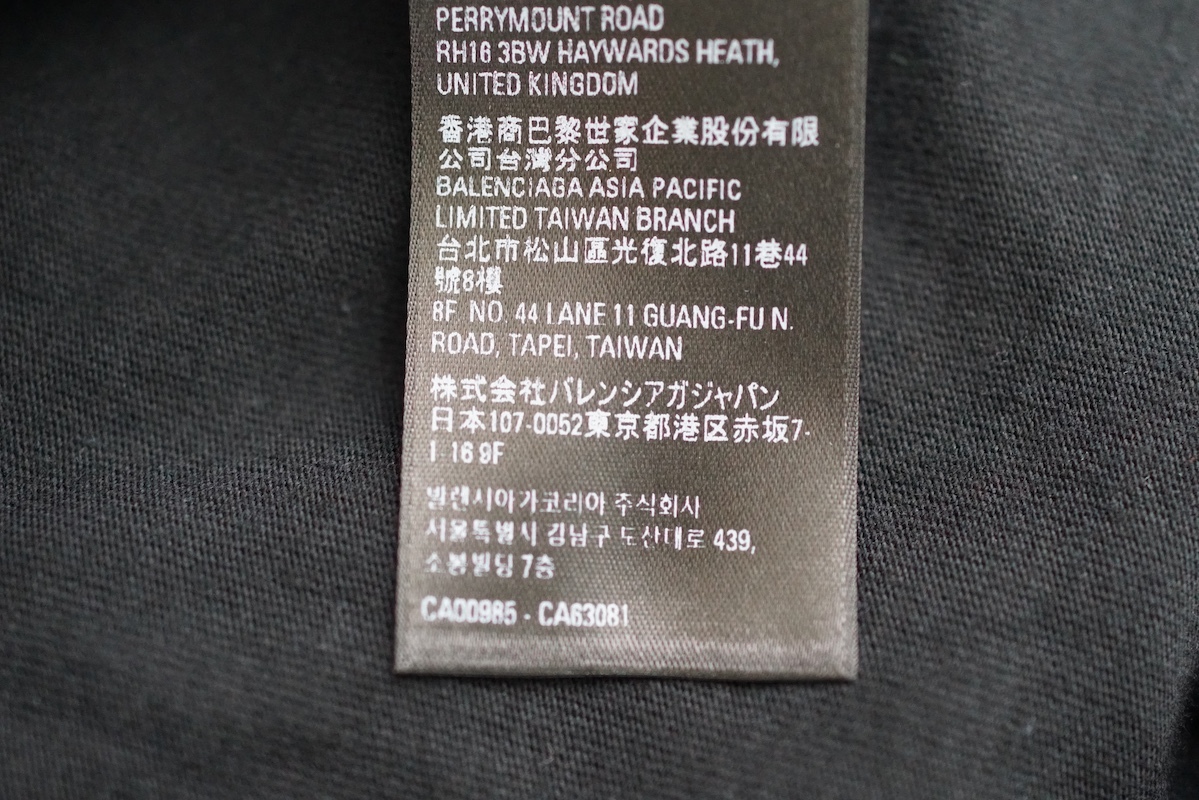 PERRYMOUNT ROAD
RH16 3BW HAYWARDS HEATH,
UNITED KINGDOM
香港商巴黎世家企業股份有限
公司台灣分公司
BALENCIAGA ASIA PACIFIC
LIMITED TAIWAN BRANCH
台北市松山區光復北路11巷44
號8樓
8F NO. 44 LANE 11 GUANG-FU N.
ROAD, TAPEI, TAIWAN
株式会社バレンシアガジャパン
日本107-0052東京都港区赤坂7-
1 16 9F
발렌시아가코리아 주식회사
서울특별시 강남구 도산대로 439,
소봉빌딩 7층
CA00985 - CA63081